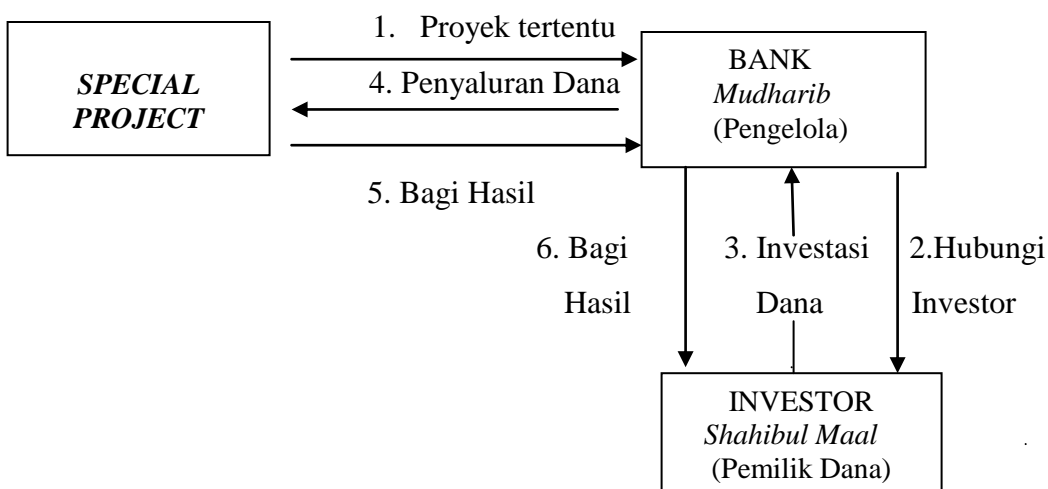 1. Proyek tertentu
SPECIAL
PROJECT
4. Penyaluran Dana
BANK
Mudharib
(Pengelola)
5. Bagi Hasil
6. Bagi
Hasil
3. Investasi
Dana
2.Hubungi
Investor
INVESTOR
Shahibul Maal
(Pemilik Dana)